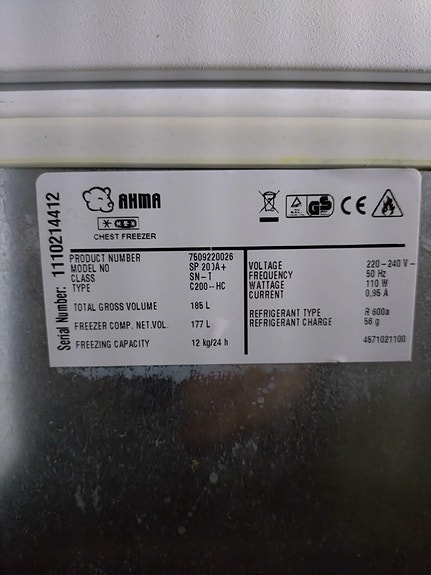 Serial Number: 1110214412
AHMA
CHEST FREEZER
PRODUCT NUMBER 7509220026
MODEL NO SP 200A+
CLASS SN-T
TYPE C200--HC
TOTAL GROSS VOLUME 185 L
FREEZER COMP. NET.VOL. 177 L
FREEZING CAPACITY 12 kg/24 h
GS
CE
VOLTAGE 220-240 V~
FREQUENCY 50 Hz
WATTAGE 110 W
CURRENT 0,95 A
REFRIGERANT TYPE R 600a
REFRIGERANT CHARGE 56 g
4571021100